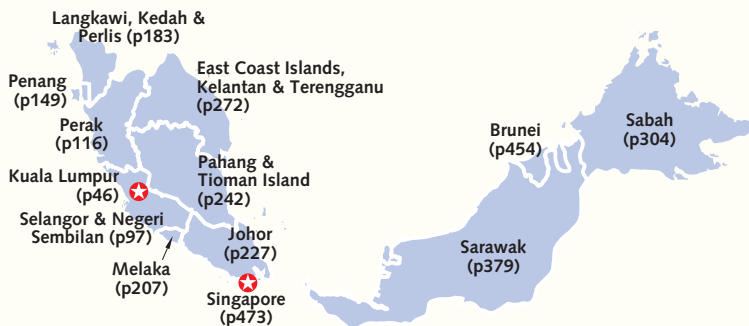 Langkawi, Kedah &
Perlis (p183)
Penang
(p149)
East Coast Islands,
Kelantan & Terengganu
(p272)
Perak
(p116)
Kuala Lumpur
(p46)
Pahang &
Tioman Island
(p242)
Selangor & Negeri
Sembilan (p97)
Johor
(p227)
Melaka
(p207)
Singapore
(p473)
Brunei
(p454)
Sabah
(p304)
Sarawak
(p379)